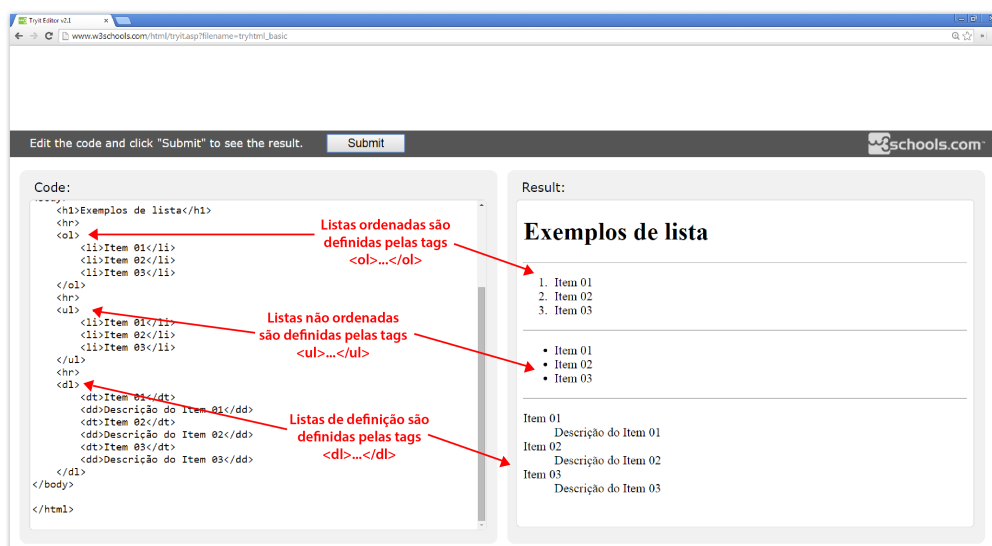 Tryit Editor v2.1
www.w3schools.com/html/tryit.asp?filename=tryhtml_basic
Edit the code and click "Submit" to see the result.
Submit
w3schools.com
Code:
<h1>Exemplos de lista</h1>
<hr>
<ol>
<li>Item 01</li>
<li>Item 02</li>
<li>Item 03</li>
</ol>
<hr>
<ul>
<li>Item 01</li>
<li>Item 02</li>
<li>Item 03</li>
</ul>
<hr>
<dl>
<dt>Item 01</dt>
<dd>Descrição do Item 01</dd>
<dt>Item 02</dt>
<dd>Descrição do Item 02</dd>
<dt>Item 03</dt>
<dd>Descrição do Item 03</dd>
</dl>
</body>
</html>
Listas ordenadas são
definidas pelas tags
<ol>...</ol>
Listas não ordenadas
são definidas pelas tags
<ul>...</ul>
Listas de definição são
definidas pelas tags
<dl>...</dl>
Result:
Exemplos de lista
1. Item 01
2. Item 02
3. Item 03
• Item 01
• Item 02
• Item 03
Item 01
Descrição do Item 01
Item 02
Descrição do Item 02
Item 03
Descrição do Item 03